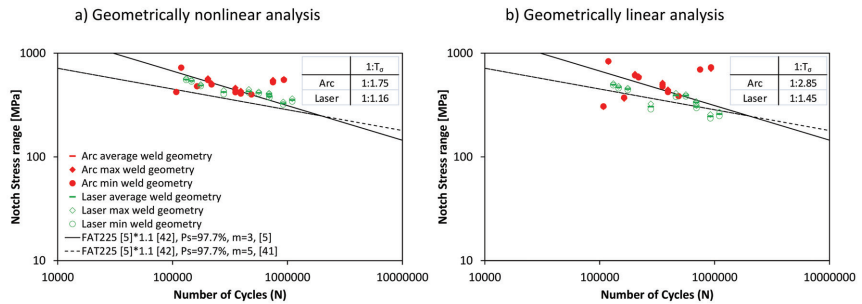 a) Geometrically nonlinear analysis
1000
100
10
Notch Stress range [MPa]
1:Tσ
Arc 1:1.75
Laser 1:1.16
Arc average weld geometry
Arc max weld geometry
Arc min weld geometry
Laser average weld geometry
Laser max weld geometry
Laser min weld geometry
FAT225 [5]*1.1 [42], Ps=97.7%, m=3, [5]
FAT225 [5]*1.1 [42], Ps=97.7%, m=5, [41]
10000 100000 1000000 10000000
Number of Cycles (N)
b) Geometrically linear analysis
1000
100
10
Notch Stress range [MPa]
1:Tσ
Arc 1:2.85
Laser 1:1.45
10000 100000 1000000 10000000
Number of Cycles (N)